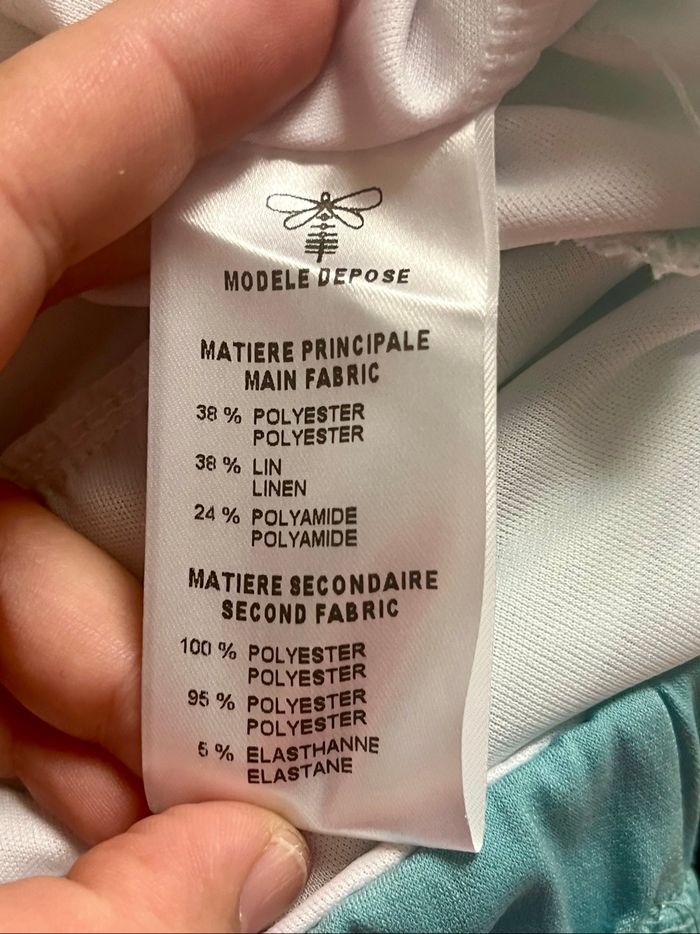 MODELE DEPOSE
MATIERE PRINCIPALE
MAIN FABRIC
38 % POLYESTER
POLYESTER
38 % LIN
LINEN
24 % POLYAMIDE
POLYAMIDE
MATIERE SECONDAIRE
SECOND FABRIC
100 % POLYESTER
POLYESTER
95 % POLYESTER
POLYESTER
5 % ELASTHANNE
ELASTANE